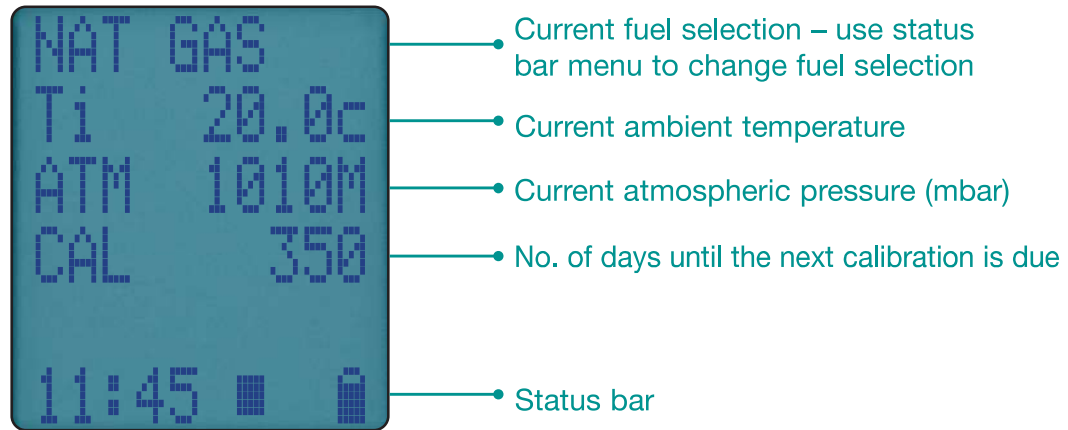 NAT GAS
Current fuel selection – use status
bar menu to change fuel selection
Ti 20.0c
Current ambient temperature
ATM 1010M
Current atmospheric pressure (mbar)
CAL 350
No. of days until the next calibration is due
11:45
Status bar